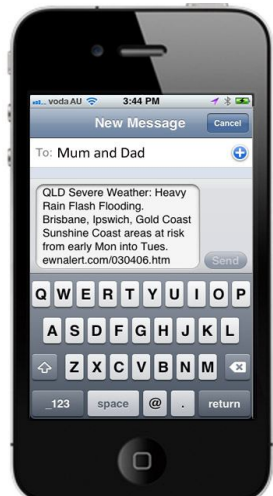 voda AU 3:44 PM
New Message Cancel
To: Mum and Dad
QLD Severe Weather: Heavy
Rain Flash Flooding.
Brisbane, Ipswich, Gold Coast
Sunshine Coast areas at risk
from early Mon into Tues.
ewnalert.com/030406.htm
Send
Q W E R T Y U I O P
A S D F G H J K L
Z X C V B N M
_123 space @ . return